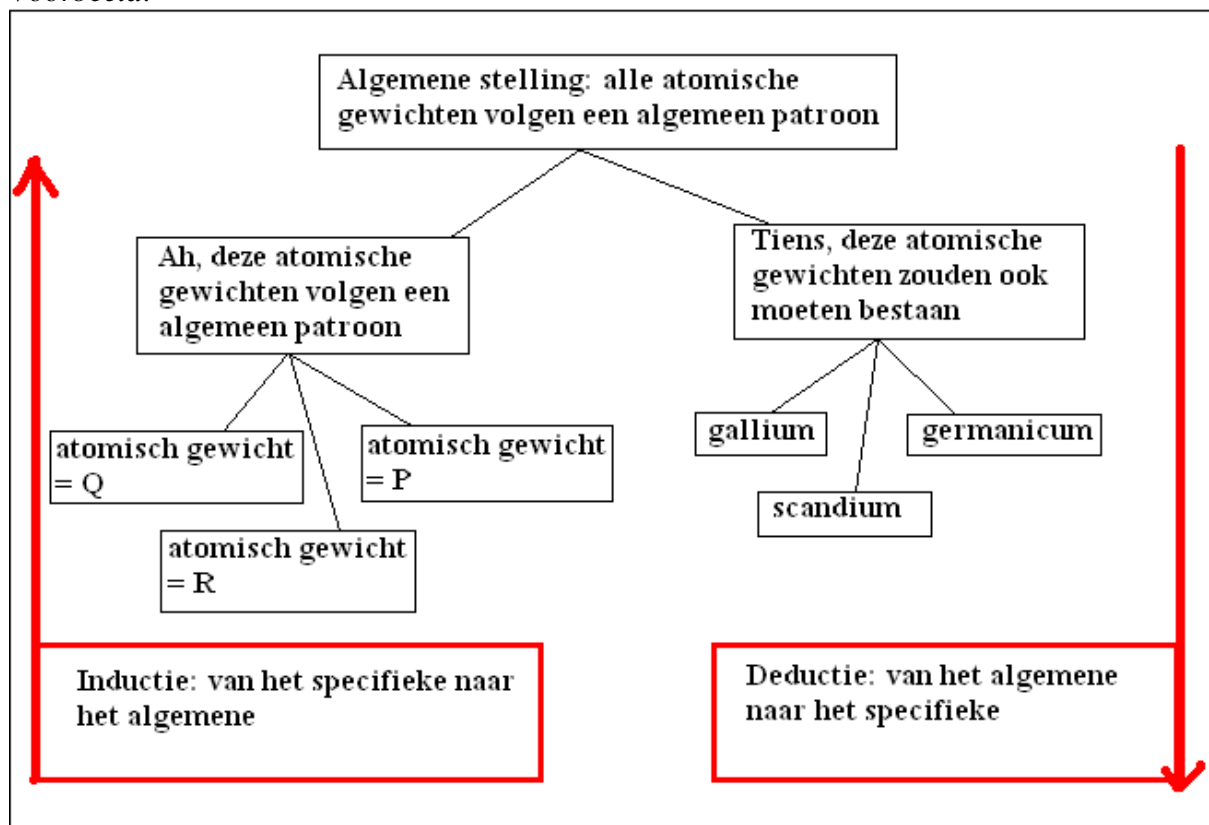 Algemene stelling: alle atomische
gewichten volgen een algemeen patroon
Ah, deze atomische
gewichten volgen een
algemeen patroon
Tiens, deze atomische
gewichten zouden ook
moeten bestaan
atomisch gewicht
= Q
atomisch gewicht
= P
atomisch gewicht
= R
gallium
germanicum
scandium
Inductie: van het specifieke naar
het algemene
Deductie: van het algemene
naar het specifieke